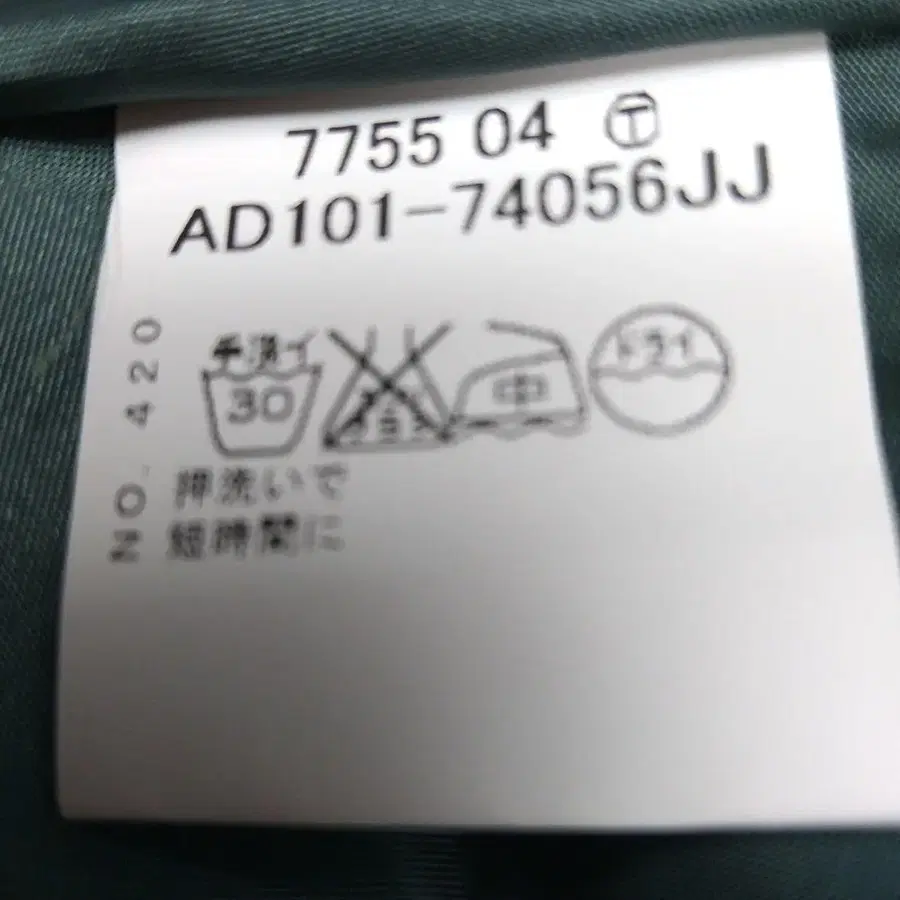 7755 04 Ⓣ
AD101-74056JJ
手洗イ
30
中
ドライ
NO. 420
押洗いで
短時間に